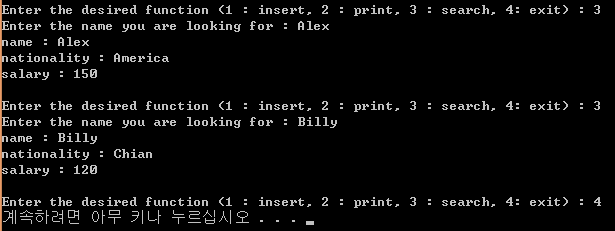 Enter the desired function (1 : insert, 2 : print, 3 : search, 4: exit) : 3
Enter the name you are looking for : Alex
name : Alex
nationality : America
salary : 150
Enter the desired function (1 : insert, 2 : print, 3 : search, 4: exit) : 3
Enter the name you are looking for : Billy
name : Billy
nationality : Chian
salary : 120
Enter the desired function (1 : insert, 2 : print, 3 : search, 4: exit) : 4
계속하려면 아무 키나 누르십시오 . . .